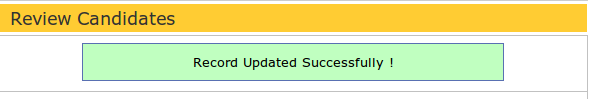 Review Candidates
Record Updated Successfully !